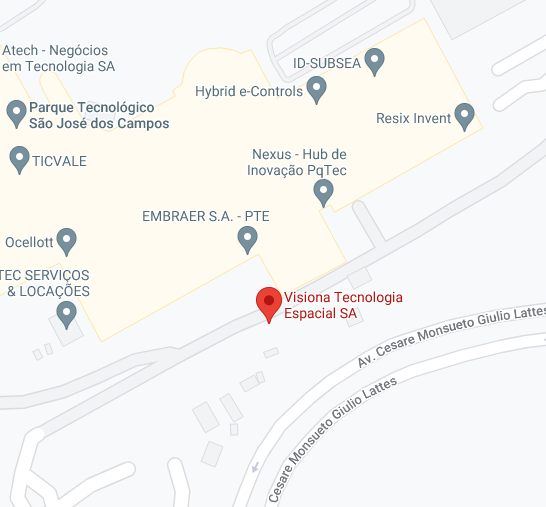 Atech - Negócios
em Tecnologia SA
ID-SUBSEA
Hybrid e-Controls
Parque Tecnológico
São José dos Campos
Resix Invent
TICVALE
Nexus - Hub de
Inovação PqTec
EMBRAER S.A. - PTE
Ocellott
TEC SERVIÇOS
& LOCAÇÕES
Visiona Tecnologia
Espacial SA
Av. Cesare Monsueto Giulio Lattes
Cesare Monsueto Giulio Lattes